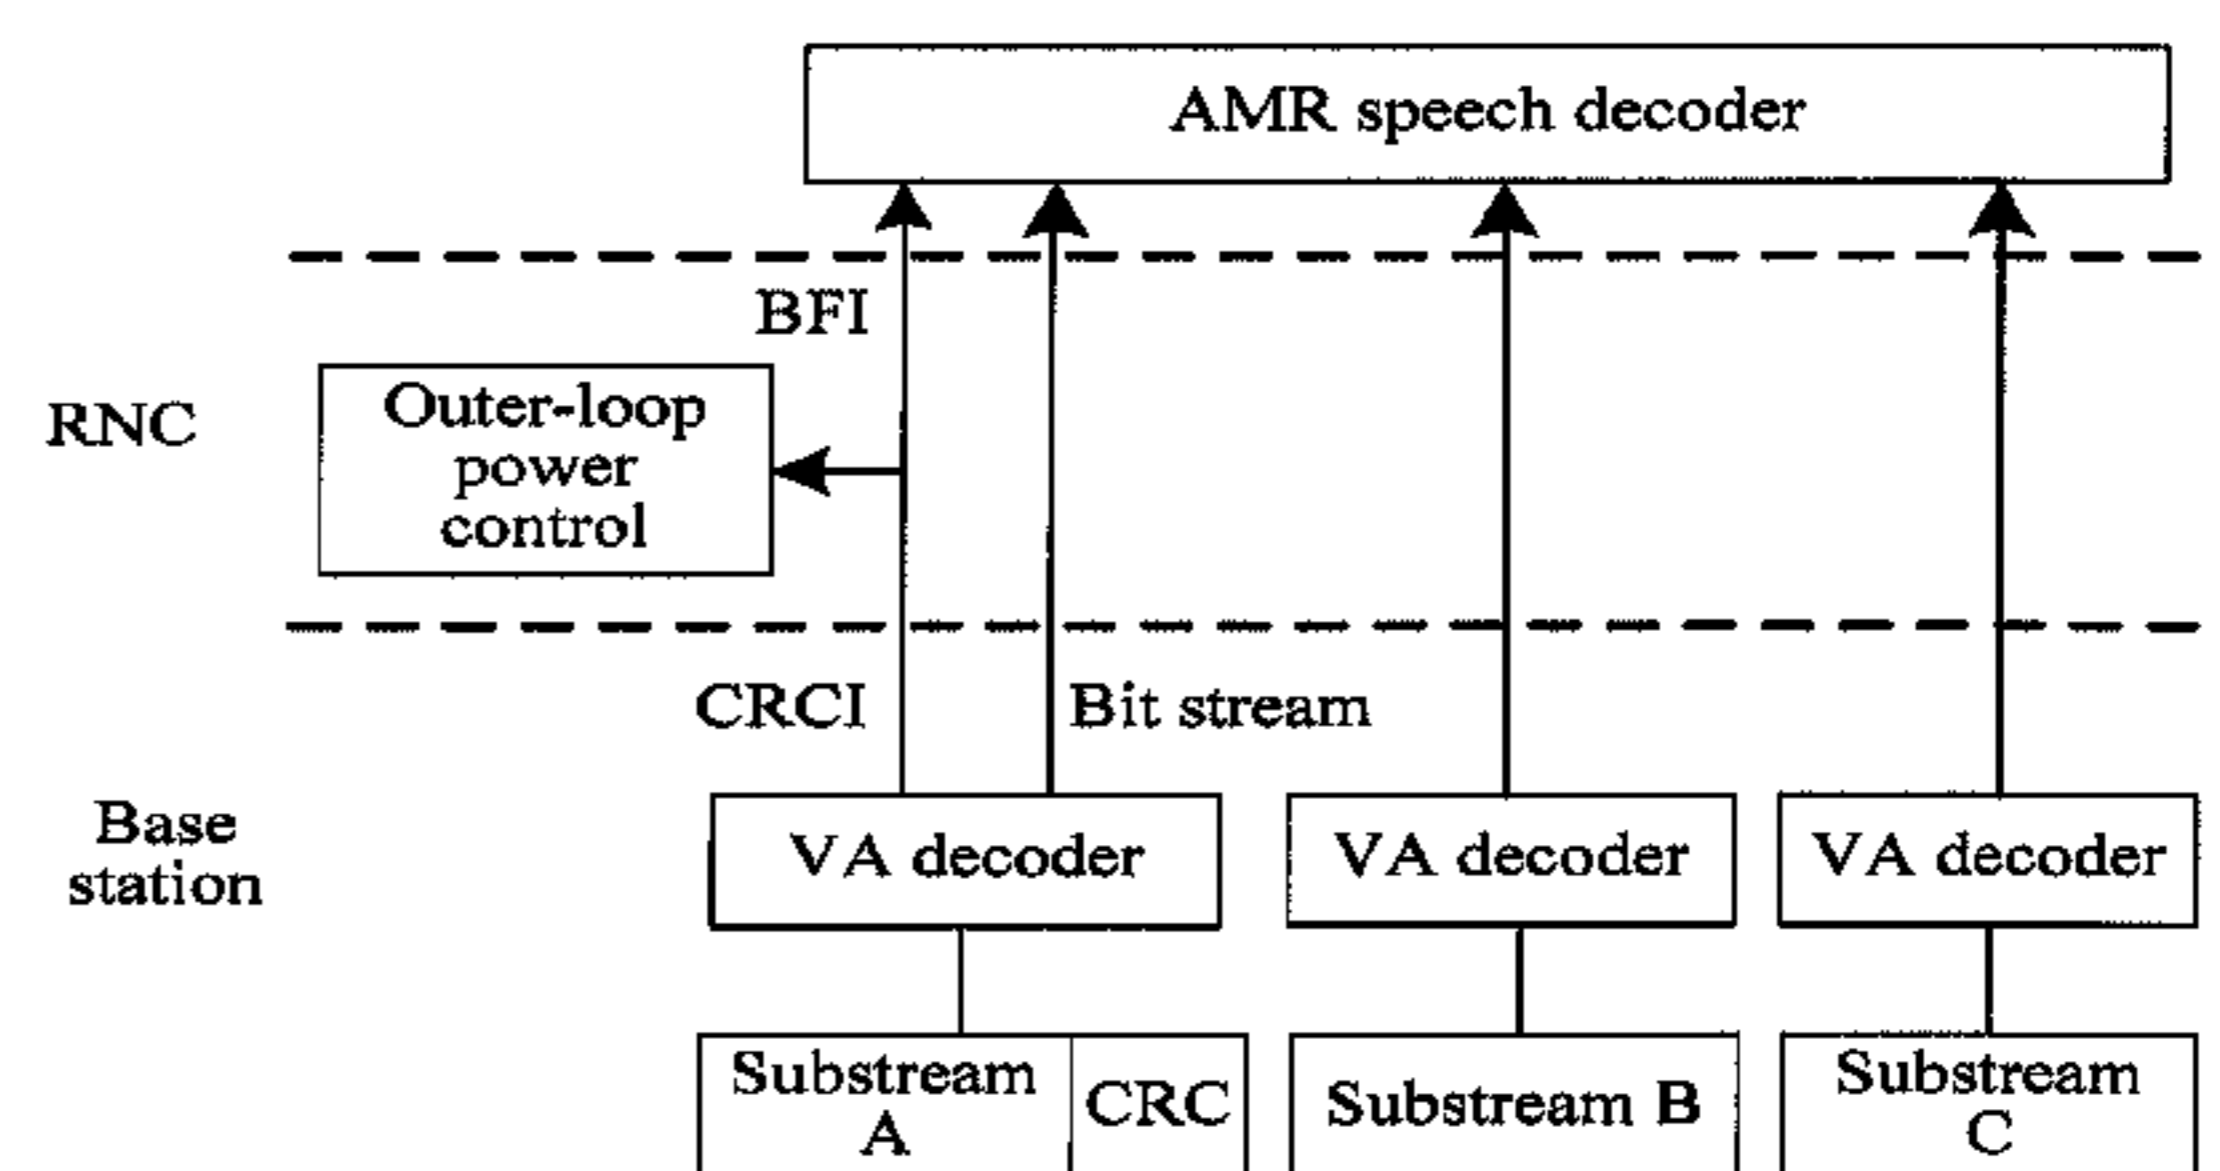 AMR speech decoder
BFI
RNC
Outer-loop
power
control
CRCI
Bit stream
Base
station
VA decoder
VA decoder
VA decoder
Substream
A
CRC
Substream B
Substream
C